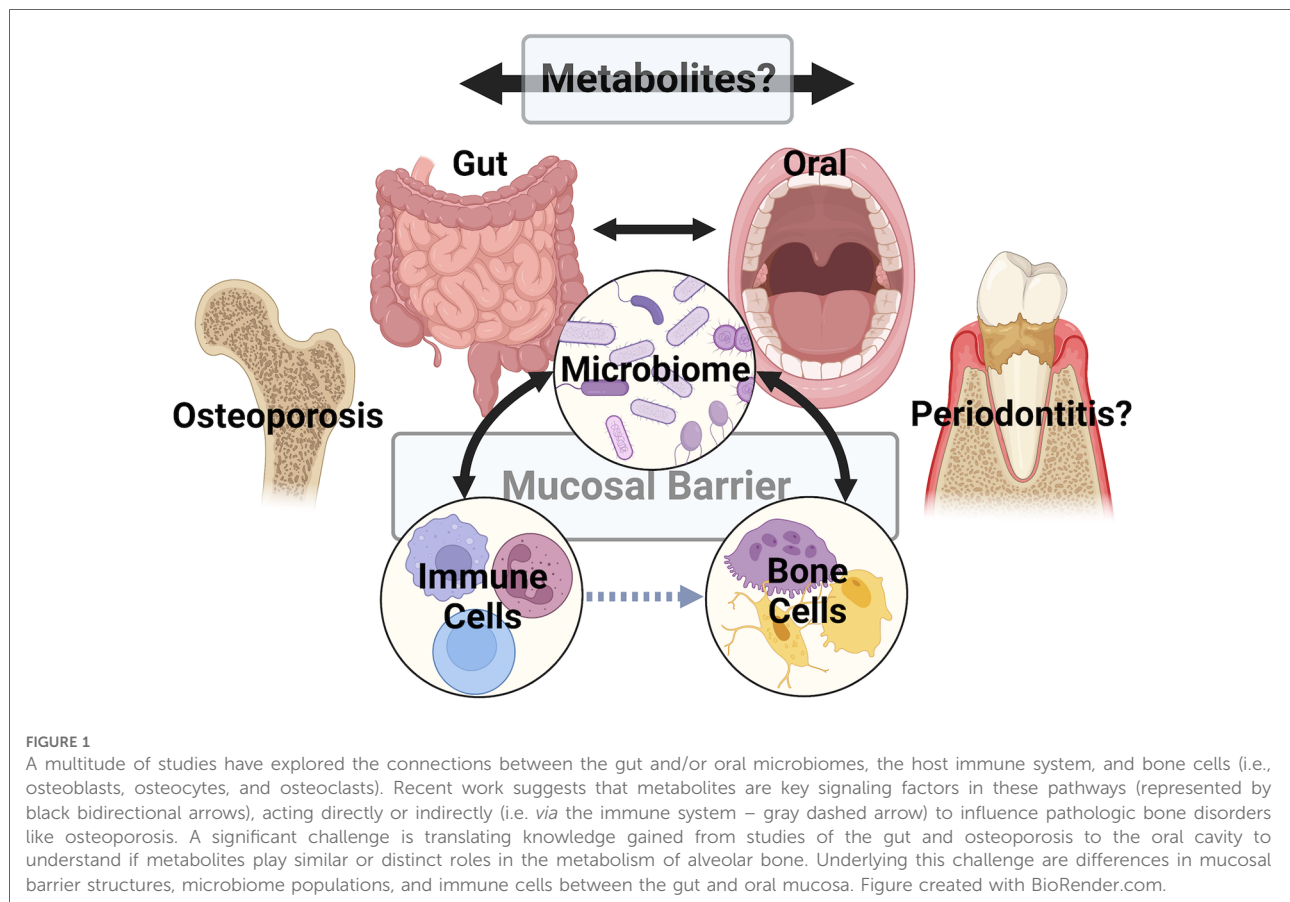 Metabolites?
Gut
Oral
Microbiome
Osteoporosis
Periodontitis?
Mucosal Barrier
Immune
Cells
Bone
Cells
FIGURE 1
A multitude of studies have explored the connections between the gut and/or oral microbiomes, the host immune system, and bone cells (i.e.,
osteoblasts, osteocytes, and osteoclasts). Recent work suggests that metabolites are key signaling factors in these pathways (represented by
black bidirectional arrows), acting directly or indirectly (i.e. via the immune system – gray dashed arrow) to influence pathologic bone disorders
like osteoporosis. A significant challenge is translating knowledge gained from studies of the gut and osteoporosis to the oral cavity to
understand if metabolites play similar or distinct roles in the metabolism of alveolar bone. Underlying this challenge are differences in mucosal
barrier structures, microbiome populations, and immune cells between the gut and oral mucosa. Figure created with BioRender.com.